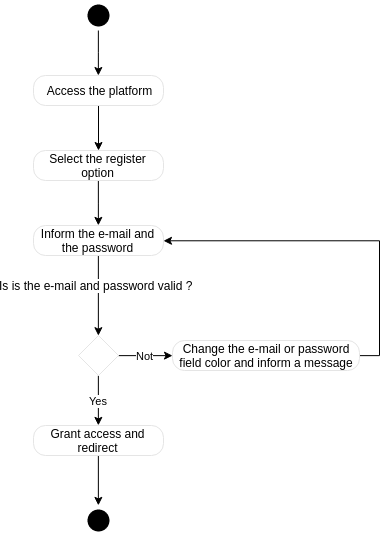 Access the platform
Select the register
option
Inform the e-mail and
the password
Is is the e-mail and password valid ?
Not
Change the e-mail or password
field color and inform a message
Yes
Grant access and
redirect